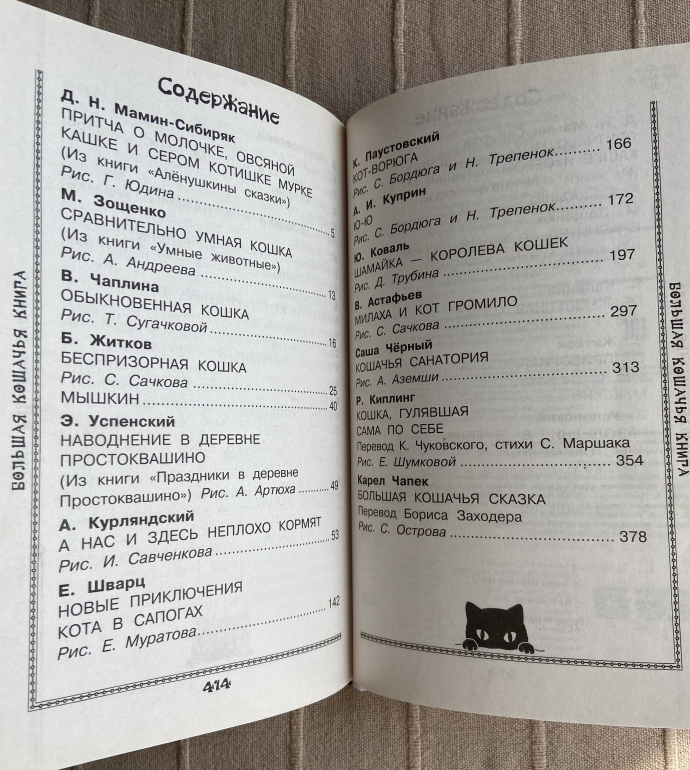 Содержание
Д. Н. Мамин-Сибиряк
ПРИТЧА О МОЛОЧКЕ, ОВСЯНОЙ
КАШКЕ И СЕРОМ КОТИШКЕ МУРКЕ
(Из книги «Алёнушкины сказки»)
Рис. Г. Юдина.....5
М. Зощенко
СРАВНИТЕЛЬНО УМНАЯ КОШКА
(Из книги «Умные животные»)
Рис. А. Андреева.....13
В. Чаплина
ОБЫКНОВЕННАЯ КОШКА
Рис. Т. Сугачковой.....16
Б. Житков
БЕСПРИЗОРНАЯ КОШКА
Рис. С. Сачкова.....25
МЫШКИН.....40
Э. Успенский
НАВОДНЕНИЕ В ДЕРЕВНЕ
ПРОСТОКВАШИНО
(Из книги «Праздники в деревне
Простоквашино») Рис. А. Артюха.....49
А. Курляндский
А НАС И ЗДЕСЬ НЕПЛОХО КОРМЯТ
Рис. И. Савченкова.....53
Е. Шварц
НОВЫЕ ПРИКЛЮЧЕНИЯ
КОТА В САПОГАХ
Рис. Е. Муратова.....142
414
БОЛЬШАЯ КОШАЧЬЯ КНИГА
К. Паустовский
КОТ-ВОРЮГА
Рис. С. Бордюга и Н. Трепенок.....166
А. И. Куприн
Ю-Ю
Рис. С. Бордюга и Н. Трепенок.....172
Ю. Коваль
ШАМАЙКА — КОРОЛЕВА КОШЕК
Рис. Д. Трубина.....197
В. Астафьев
МИЛАХА И КОТ ГРОМИЛО
Рис. С. Сачкова.....297
Саша Чёрный
КОШАЧЬЯ САНАТОРИЯ
Рис. А. Аземши.....313
Р. Киплинг
КОШКА, ГУЛЯВШАЯ
САМА ПО СЕБЕ
Перевод К. Чуковского, стихи С. Маршака
Рис. Е. Шумковой.....354
Карел Чапек
БОЛЬШАЯ КОШАЧЬЯ СКАЗКА
Перевод Бориса Заходера
Рис. С. Острова.....378
БОЛЬШАЯ КОШАЧЬЯ КНИГА